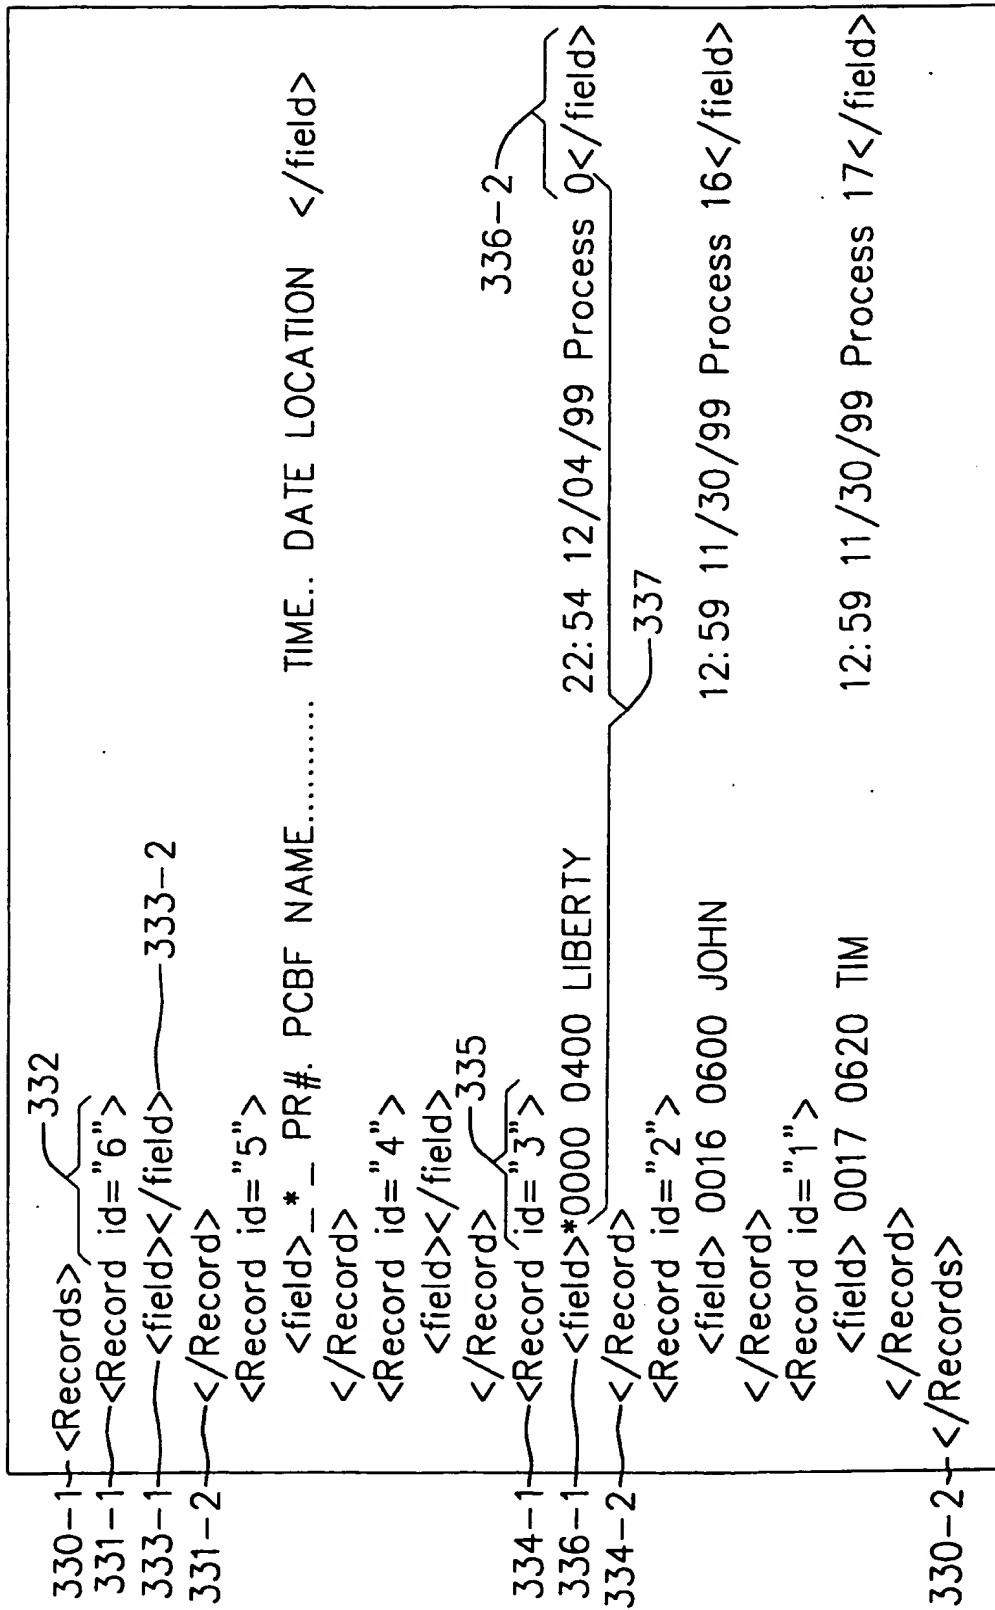 332
330-1 <Records>
331-1 <Record id="6">
333-1 <field></field> 333-2
331-2 </Record>
<Record id="5">
<field>_*_ PR#. PCBF NAME............ TIME.. DATE LOCATION </field>
</Record>
<Record id="4">
<field></field>
</Record> 335
334-1 <Record id="3"> 336-2
336-1 <field>*0000 0400 LIBERTY 22:54 12/04/99 Process 0</field>
334-2 </Record> 337
<Record id="2">
<field> 0016 0600 JOHN 12:59 11/30/99 Process 16</field>
</Record>
<Record id="1">
<field> 0017 0620 TIM 12:59 11/30/99 Process 17</field>
</Record>
330-2 </Records>